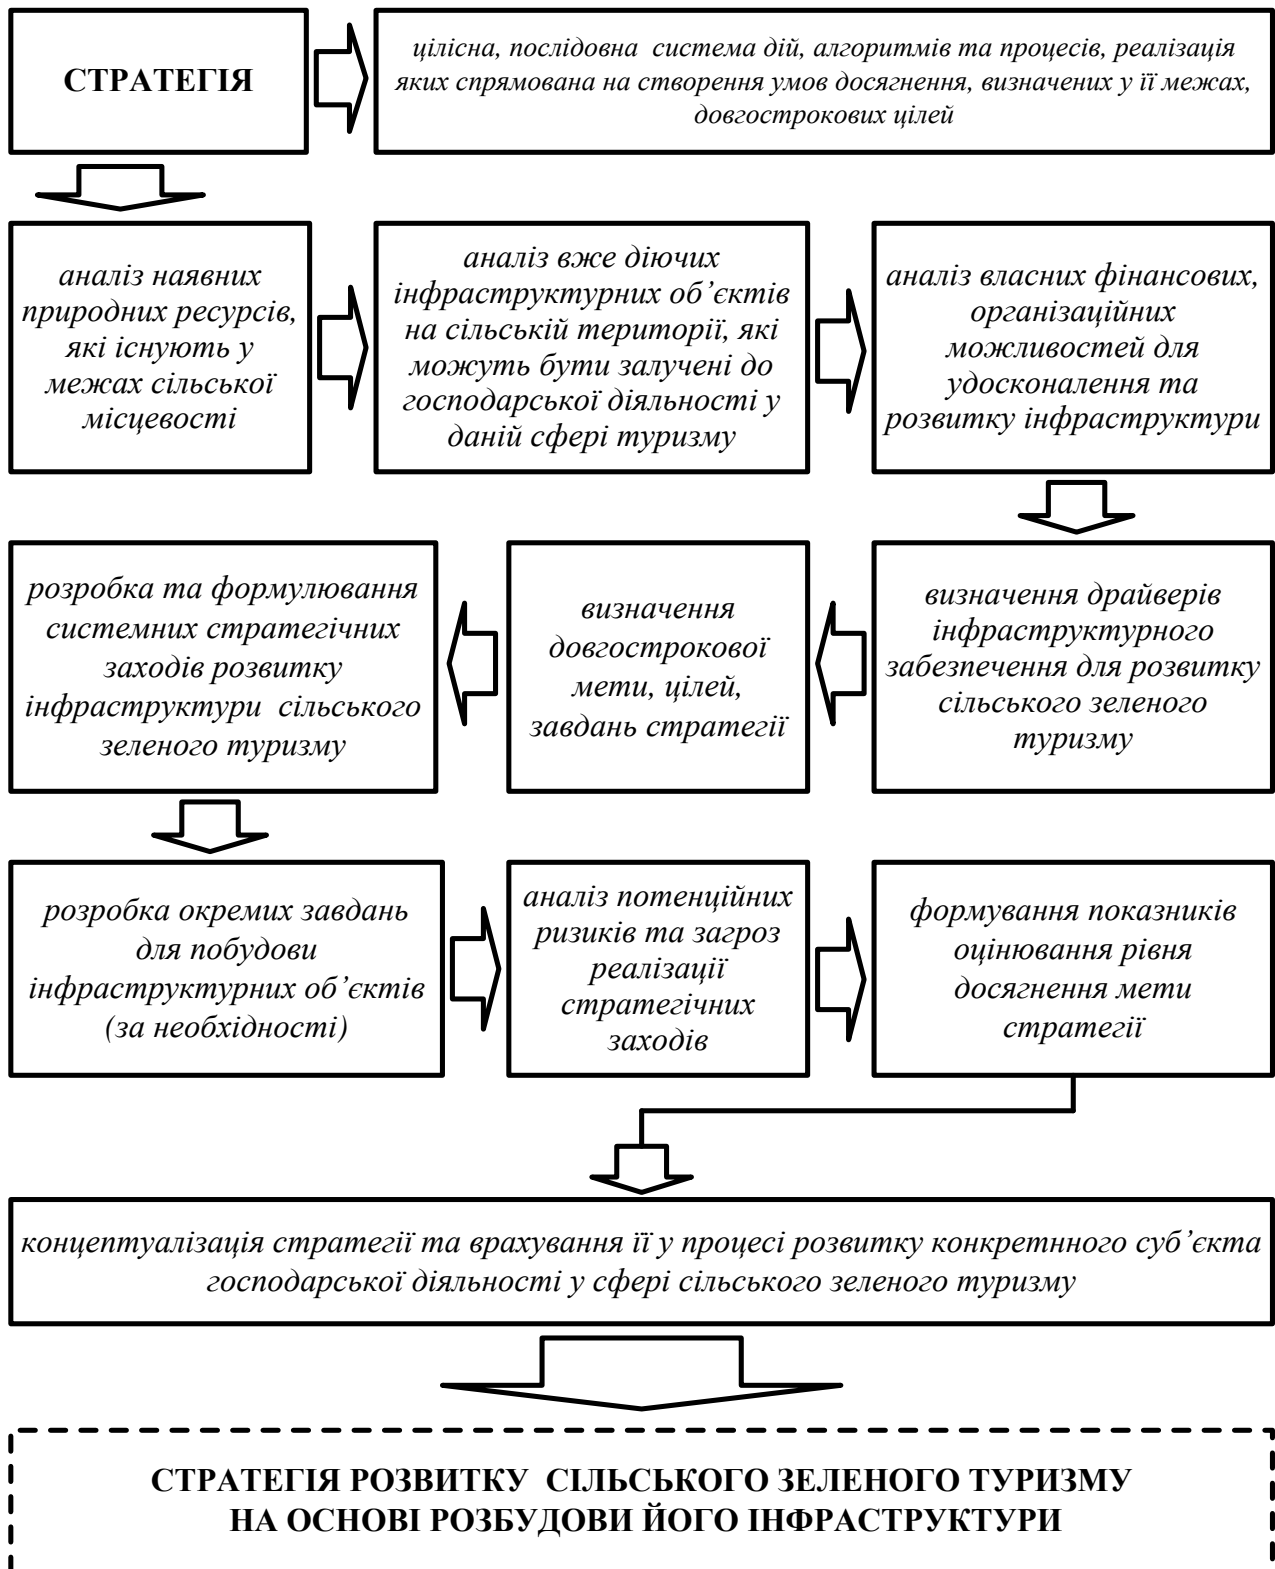 СТРАТЕГІЯ
цілісна, послідовна система дій, алгоритмів та процесів, реалізація
яких спрямована на створення умов досягнення, визначених у її межах,
довгострокових цілей
аналіз наявних
природних ресурсів,
які існують у
межах сільської
місцевості
аналіз вже діючих
інфраструктурних об’єктів
на сільській території, які
можуть бути залучені до
господарської діяльності у
даній сфері туризму
аналіз власних фінансових,
організаційних
можливостей для
удосконалення та
розвитку інфраструктури
визначення драйверів
інфраструктурного
забезпечення для розвитку
сільського зеленого
туризму
визначення
довгострокової
мети, цілей,
завдань стратегії
розробка та формулювання
системних стратегічних
заходів розвитку
інфраструктури сільського
зеленого туризму
розробка окремих завдань
для побудови
інфраструктурних об’єктів
(за необхідності)
аналіз потенційних
ризиків та загроз
реалізації
стратегічних
заходів
формування показників
оцінювання рівня
досягнення мети
стратегії
концептуалізація стратегії та врахування її у процесі розвитку конкретнного суб’єкта
господарської діяльності у сфері сільського зеленого туризму
СТРАТЕГІЯ РОЗВИТКУ СІЛЬСЬКОГО ЗЕЛЕНОГО ТУРИЗМУ
НА ОСНОВІ РОЗБУДОВИ ЙОГО ІНФРАСТРУКТУРИ